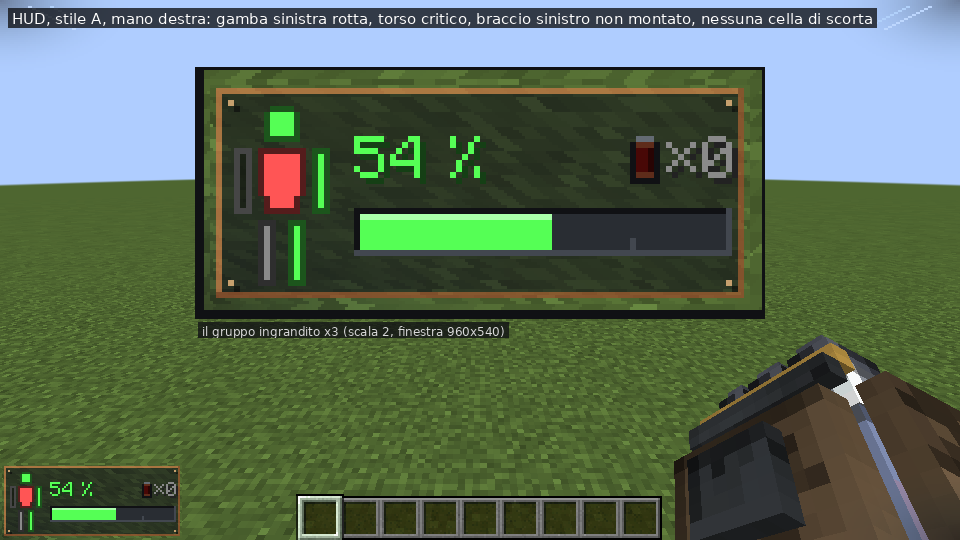 HUD, stile A, mano destra: gamba sinistra rotta, torso critico, braccio sinistro non montato, nessuna cella di scorta
54 %
x0
il gruppo ingrandito x3 (scala 2, finestra 960x540)
54 %
x0